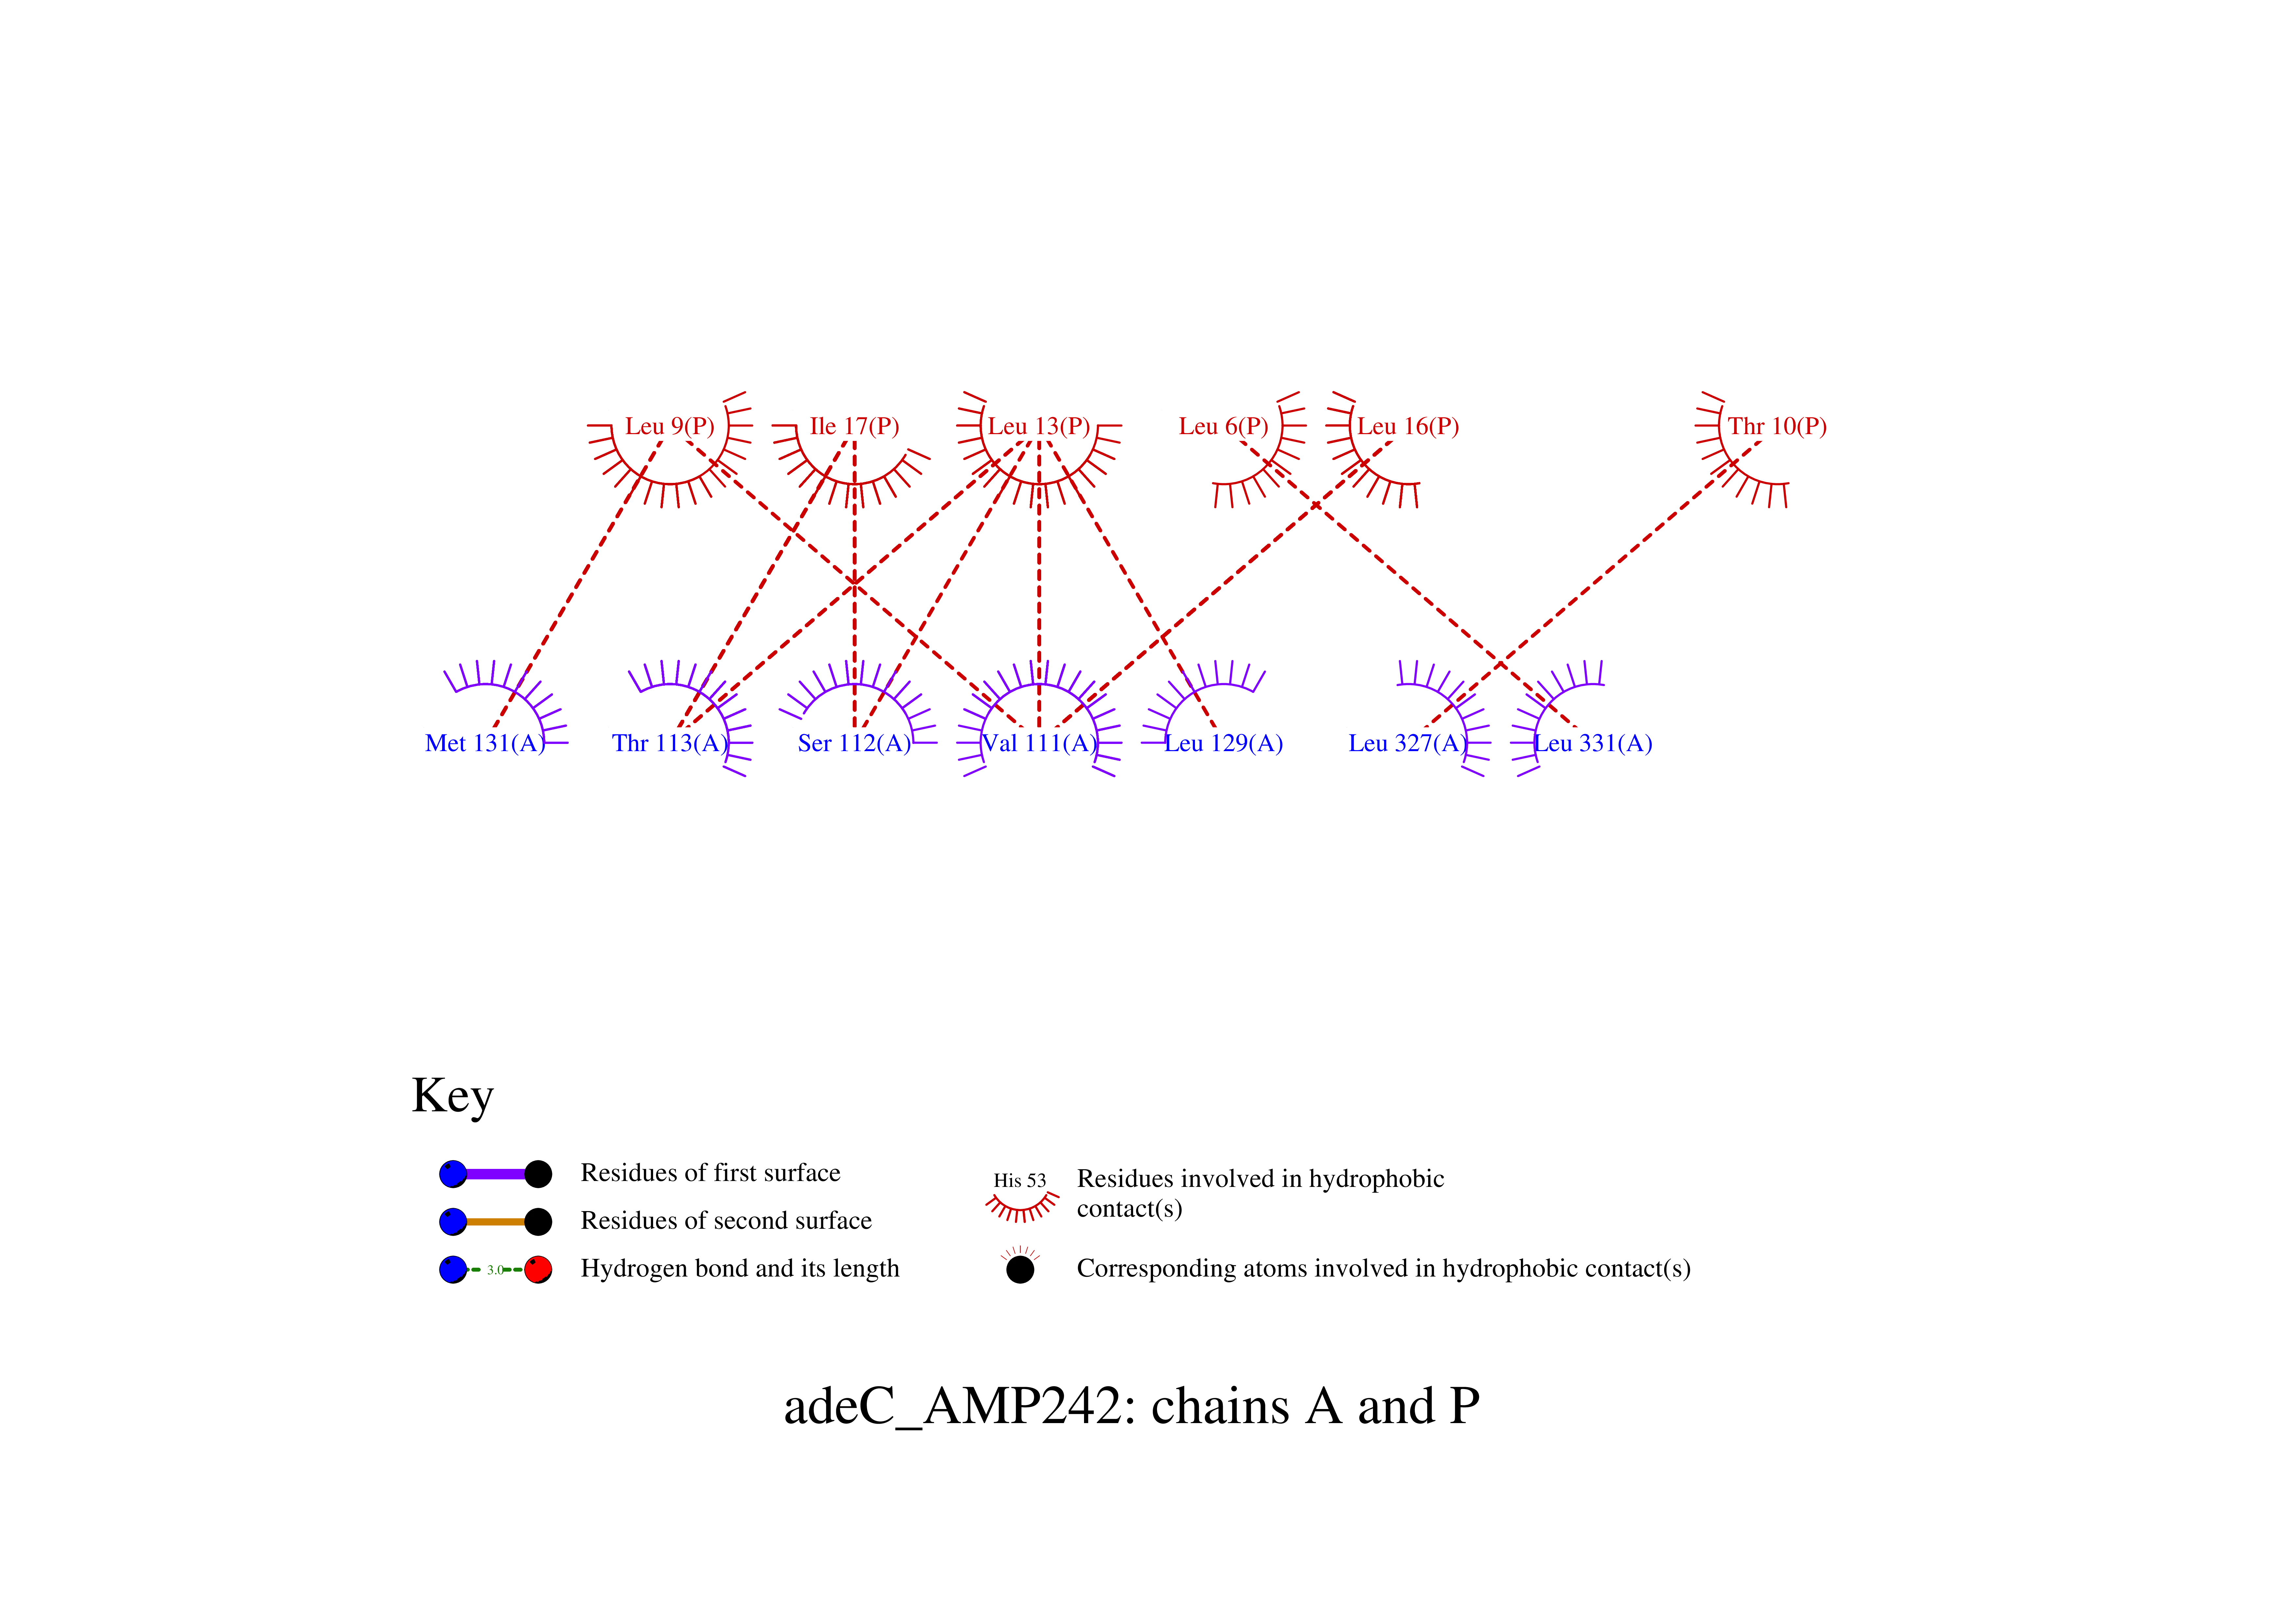 Leu 9(P) Ile 17(P) Leu 13(P) Leu 6(P) Leu 16(P) Thr 10(P)
Met 131(A) Thr 113(A) Ser 112(A) Val 111(A) Leu 129(A) Leu 327(A) Leu 331(A)
Key
Residues of first surface
Residues of second surface
3.0
Hydrogen bond and its length
His 53
Residues involved in hydrophobic
contact(s)
Corresponding atoms involved in hydrophobic contact(s)
adeC_AMP242: chains A and P